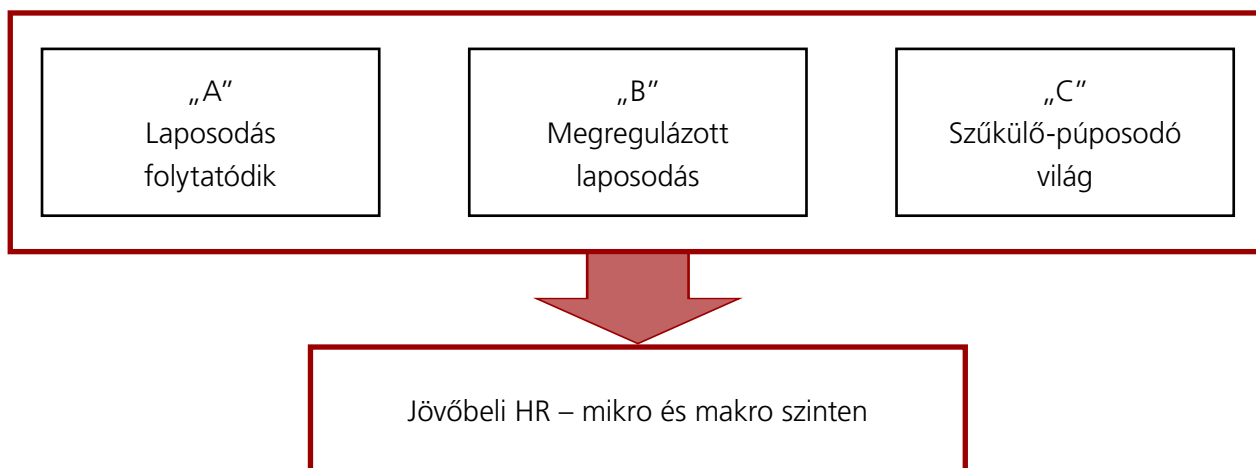 „A”
Laposodás
folytatódik
„B”
Megregulázott
laposodás
„C”
Szűkülő-púposodó
világ
Jövőbeli HR – mikro és makro szinten